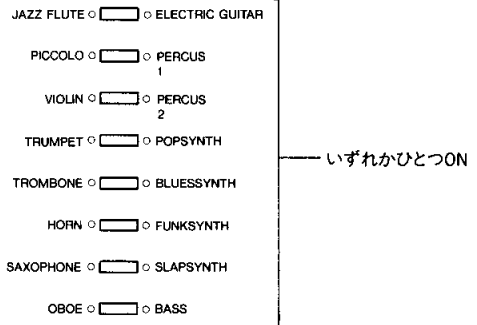 JAZZ FLUTE ELECTRIC GUITAR
PICCOLO PERCUS
1
VIOLIN PERCUS
2
TRUMPET POPSYNTH
いずれかひとつON
TROMBONE BLUESSYNTH
HORN FUNKSYNTH
SAXOPHONE SLAPSYNTH
OBOE BASS